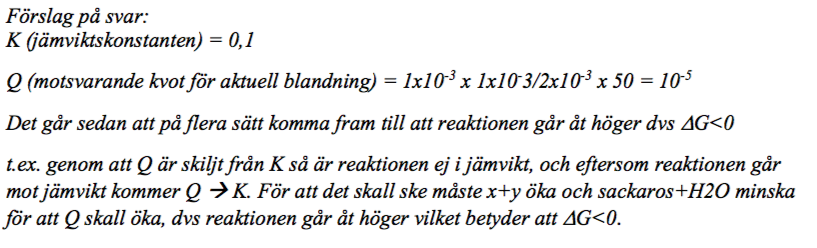 Förslag på svar:
K (jämviktskonstanten) = 0,1
Q (motsvarande kvot för aktuell blandning) = 1x10⁻³ x 1x10⁻3/2x10⁻³ x 50 = 10⁻⁵
Det går sedan att på flera sätt komma fram till att reaktionen går åt höger dvs ΔG<0
t.ex. genom att Q är skiljt från K så är reaktionen ej i jämvikt, och eftersom reaktionen går
mot jämvikt kommer Q → K. För att det skall ske måste x+y öka och sackaros+H2O minska
för att Q skall öka, dvs reaktionen går åt höger vilket betyder att ΔG<0.